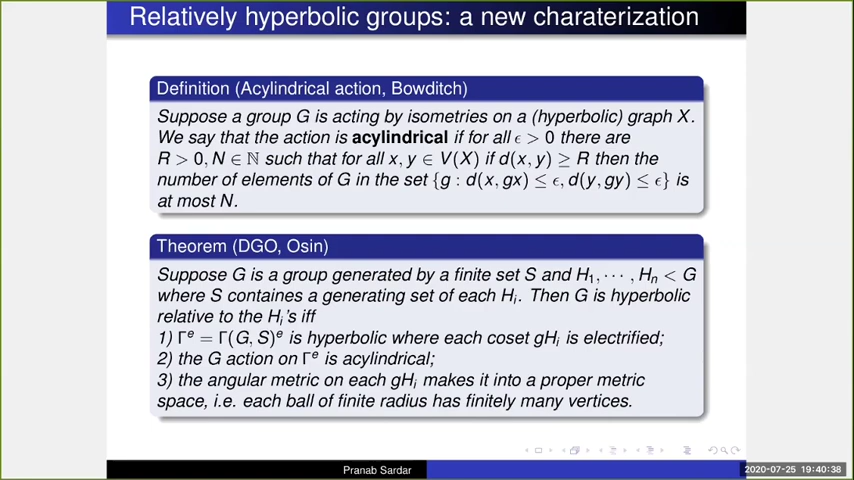 Relatively hyperbolic groups: a new charaterization
Definition (Acylindrical action, Bowditch)
Suppose a group G is acting by isometries on a (hyperbolic) graph X.
We say that the action is acylindrical if for all ϵ > 0 there are
R > 0, N ∈ ℕ such that for all x, y ∈ V(X) if d(x, y) ≥ R then the
number of elements of G in the set {g : d(x, gx) ≤ ϵ, d(y, gy) ≤ ϵ} is
at most N.
Theorem (DGO, Osin)
Suppose G is a group generated by a finite set S and H₁, ⋯ , Hₙ < G
where S containes a generating set of each Hᵢ. Then G is hyperbolic
relative to the Hᵢ's iff
1) Γᵉ = Γ(G, S)ᵉ is hyperbolic where each coset gHᵢ is electrified;
2) the G action on Γᵉ is acylindrical;
3) the angular metric on each gHᵢ makes it into a proper metric
space, i.e. each ball of finite radius has finitely many vertices.
Pranab Sardar
2020-07-25 19:40:38